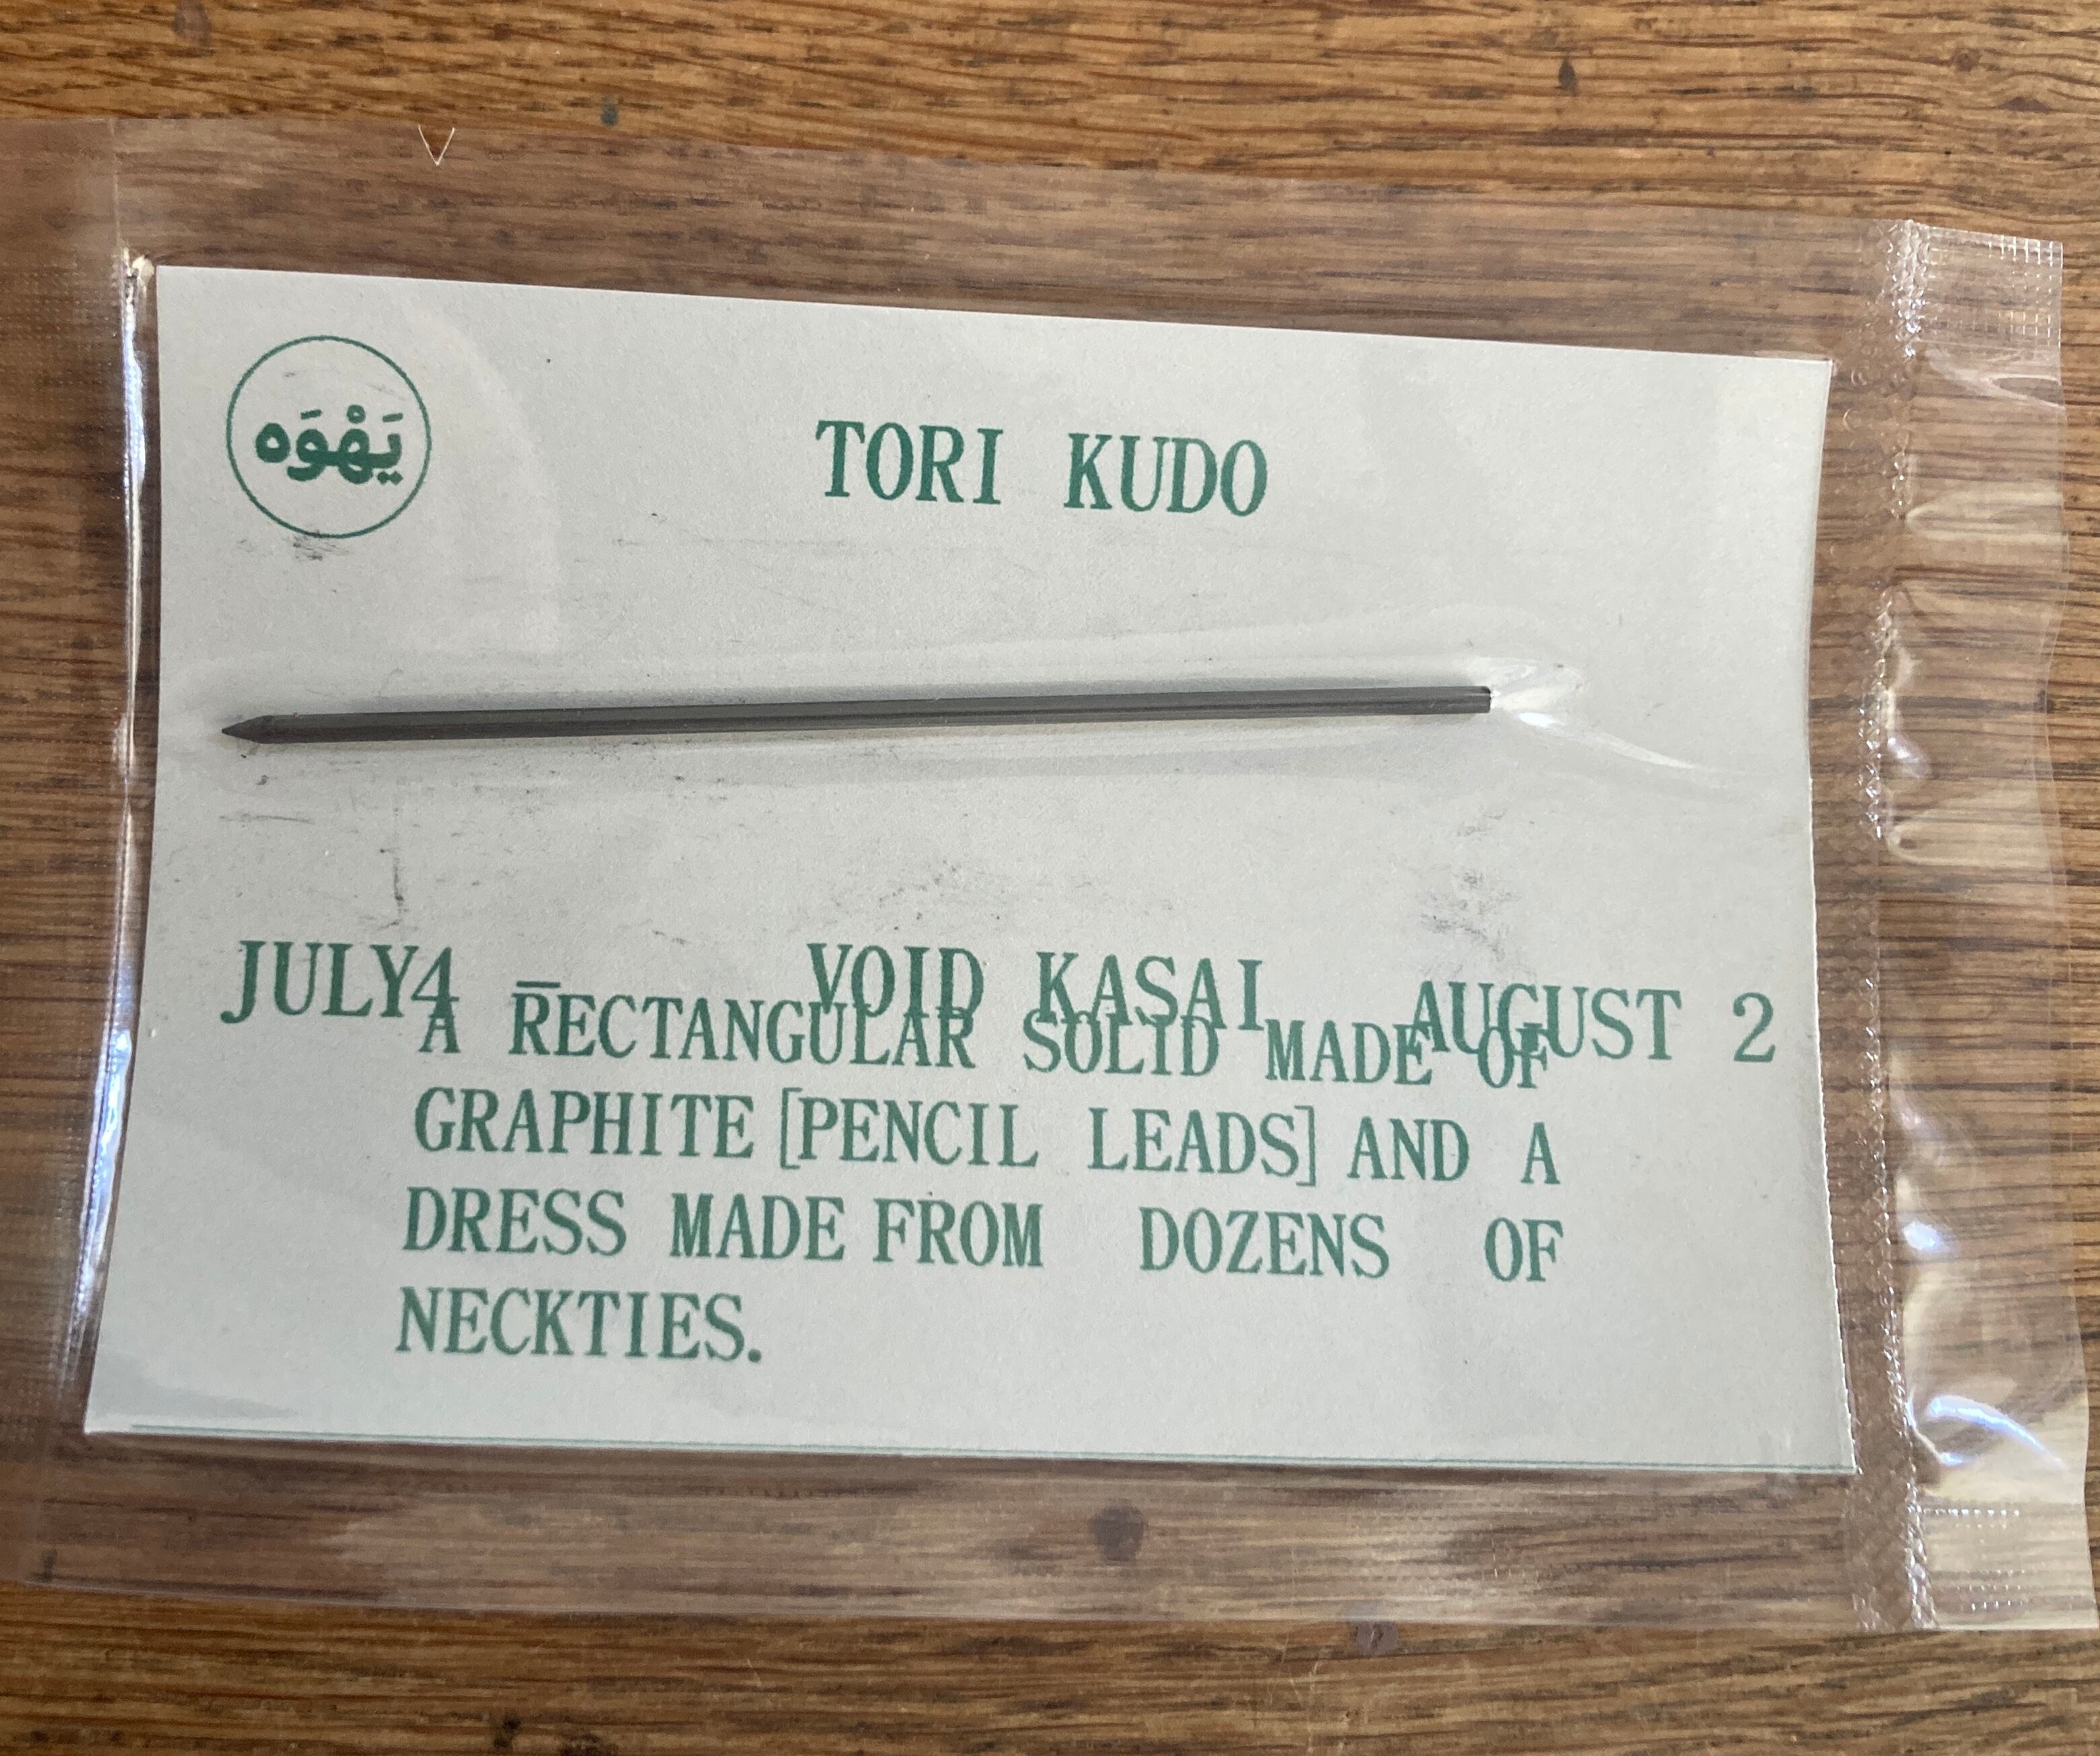 يَهْوَه
TORI KUDO
JULY4 – VOID KASAI AUGUST 2
A RECTANGULAR SOLID MADE OF
GRAPHITE [PENCIL LEADS] AND A
DRESS MADE FROM DOZENS OF
NECKTIES.